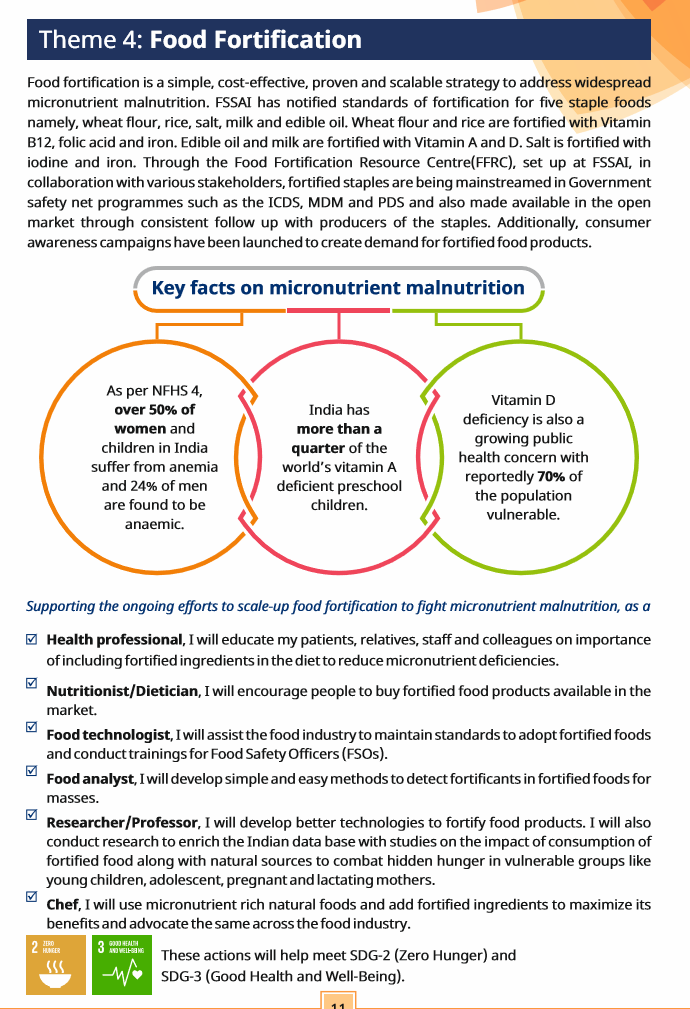 Theme 4: Food Fortification
Food fortification is a simple, cost-effective, proven and scalable strategy to address widespread
micronutrient malnutrition. FSSAI has notified standards of fortification for five staple foods
namely, wheat flour, rice, salt, milk and edible oil. Wheat flour and rice are fortified with Vitamin
B12, folic acid and iron. Edible oil and milk are fortified with Vitamin A and D. Salt is fortified with
iodine and iron. Through the Food Fortification Resource Centre(FFRC), set up at FSSAI, in
collaboration with various stakeholders, fortified staples are being mainstreamed in Government
safety net programmes such as the ICDS, MDM and PDS and also made available in the open
market through consistent follow up with producers of the staples. Additionally, consumer
awareness campaigns have been launched to create demand for fortified food products.
Key facts on micronutrient malnutrition
As per NFHS 4,
over 50% of
women and
children in India
suffer from anemia
and 24% of men
are found to be
anaemic.
India has
more than a
quarter of the
world's vitamin A
deficient preschool
children.
Vitamin D
deficiency is also a
growing public
health concern with
reportedly 70% of
the population
vulnerable.
Supporting the ongoing efforts to scale-up food fortification to fight micronutrient malnutrition, as a
Health professional, I will educate my patients, relatives, staff and colleagues on importance
of including fortified ingredients in the diet to reduce micronutrient deficiencies.
Nutritionist/Dietician, I will encourage people to buy fortified food products available in the
market.
Food technologist, I will assist the food industry to maintain standards to adopt fortified foods
and conduct trainings for Food Safety Officers (FSOs).
Food analyst, I will develop simple and easy methods to detect fortificants in fortified foods for
masses.
Researcher/Professor, I will develop better technologies to fortify food products. I will also
conduct research to enrich the Indian data base with studies on the impact of consumption of
fortified food along with natural sources to combat hidden hunger in vulnerable groups like
young children, adolescent, pregnant and lactating mothers.
Chef, I will use micronutrient rich natural foods and add fortified ingredients to maximize its
benefits and advocate the same across the food industry.
2 ZERO
HUNGER
3 GOOD HEALTH
AND WELL-BEING
These actions will help meet SDG-2 (Zero Hunger) and
SDG-3 (Good Health and Well-Being).
11